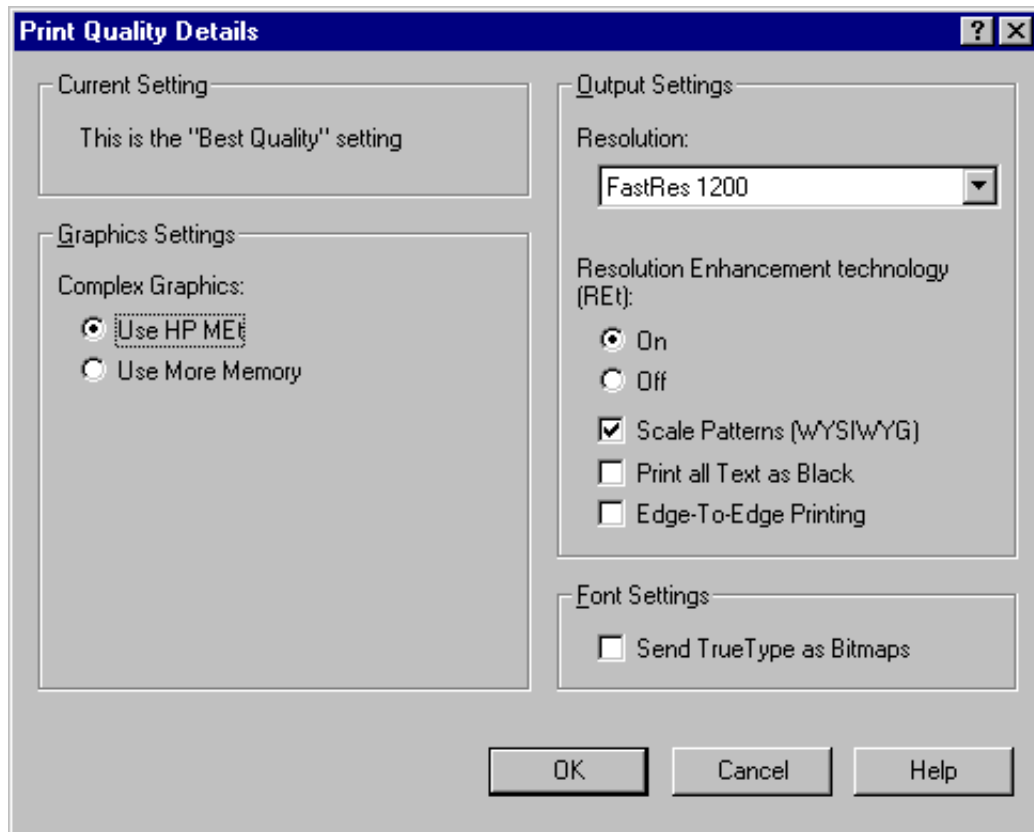 Print Quality Details
Current Setting
This is the "Best Quality" setting
Graphics Settings
Complex Graphics:
Use HP MEt
Use More Memory
Output Settings
Resolution:
FastRes 1200
Resolution Enhancement technology
(REt):
On
Off
Scale Patterns (WYSIWYG)
Print all Text as Black
Edge-To-Edge Printing
Font Settings
Send TrueType as Bitmaps
OK
Cancel
Help